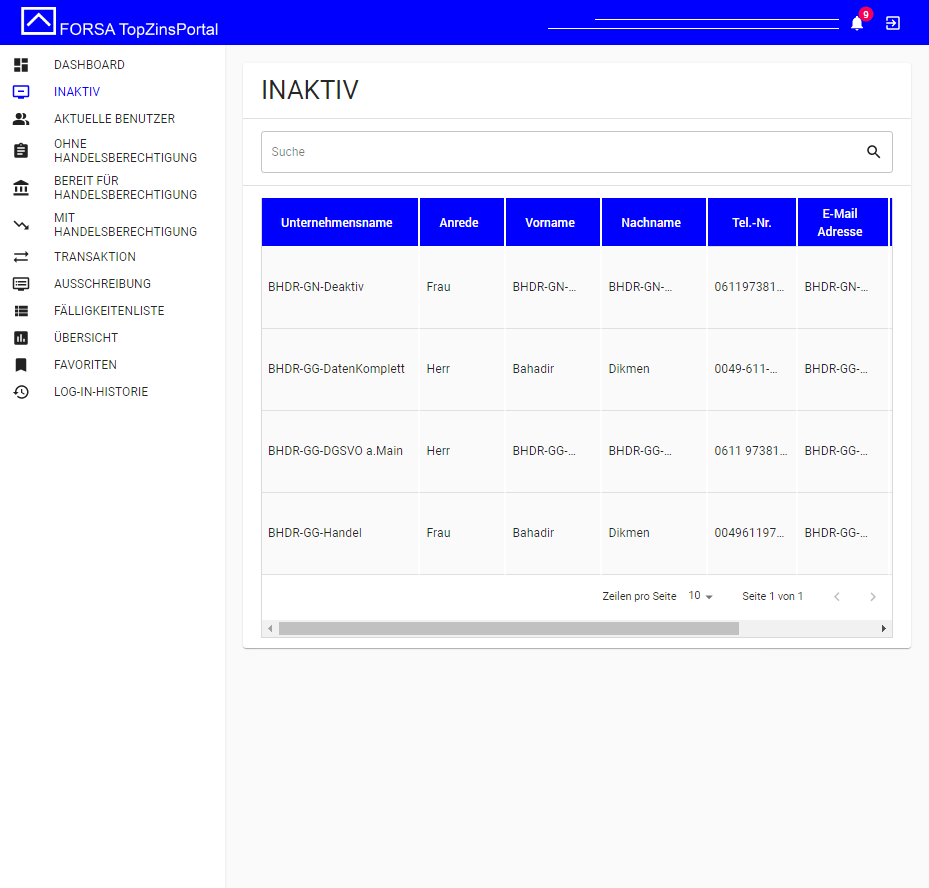 FORSA TopZinsPortal
9
DASHBOARD
INAKTIV
AKTUELLE BENUTZER
OHNE
HANDELSBERECHTIGUNG
BEREIT FÜR
HANDELSBERECHTIGUNG
MIT
HANDELSBERECHTIGUNG
TRANSAKTION
AUSSCHREIBUNG
FÄLLIGKEITENLISTE
ÜBERSICHT
FAVORITEN
LOG-IN-HISTORIE
INAKTIV
Suche
Unternehmensname Anrede Vorname Nachname Tel.-Nr. E-Mail Adresse
BHDR-GN-Deaktiv Frau BHDR-GN-... BHDR-GN-... 061197381... BHDR-GN-...
BHDR-GG-DatenKomplett Herr Bahadir Dikmen 0049-611-... BHDR-GG-...
BHDR-GG-DGSVO a.Main Herr BHDR-GG-... BHDR-GG-... 0611 97381... BHDR-GG-...
BHDR-GG-Handel Frau Bahadir Dikmen 004961197... BHDR-GG-...
Zeilen pro Seite 10 Seite 1 von 1